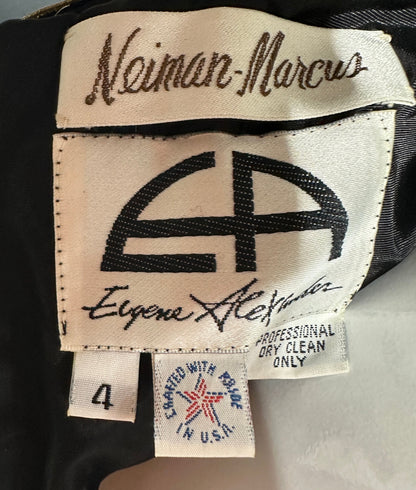 Neiman-Marcus
EA
Eugene Alexander
PROFESSIONAL
DRY CLEAN
ONLY
4
CRAFTED WITH PRIDE
IN U.S.A.